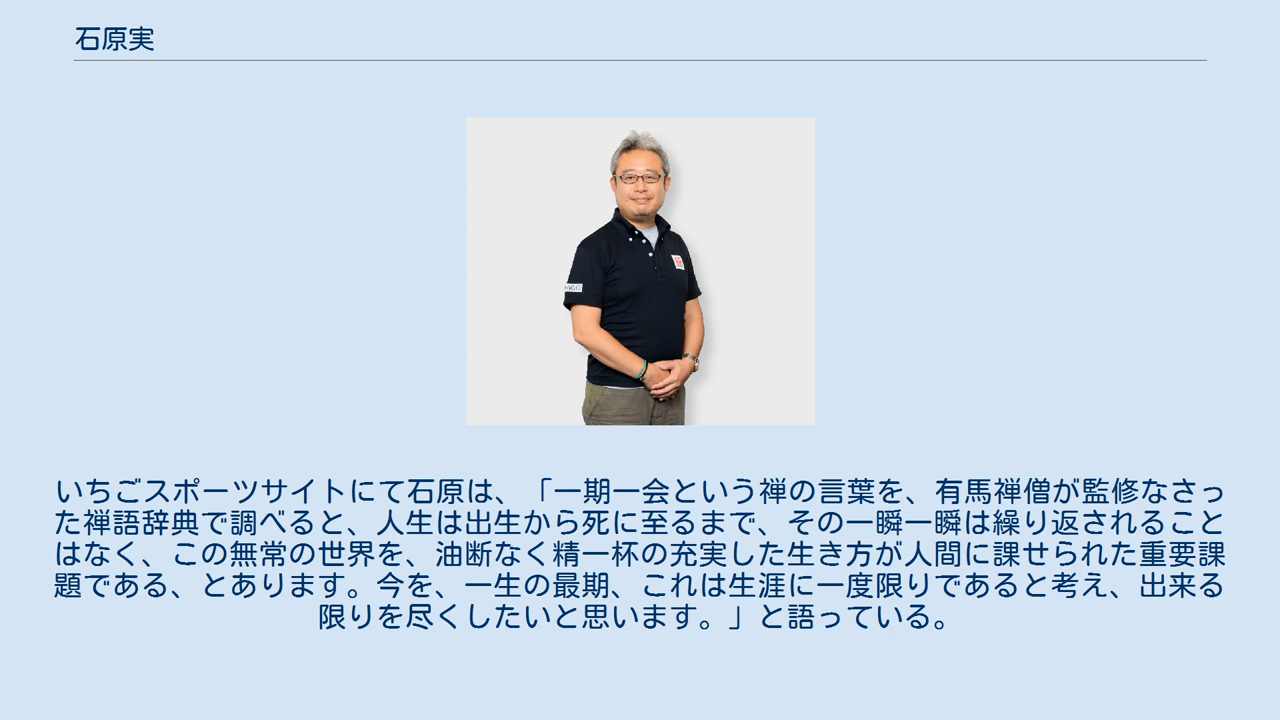 石原実
いちごスポーツサイトにて石原は、「一期一会という禅の言葉を、有馬禅僧が監修なさっ
た禅語辞典で調べると、人生は出生から死に至るまで、その一瞬一瞬は繰り返されること
はなく、この無常の世界を、油断なく精一杯の充実した生き方が人間に課せられた重要課
題である、とあります。今を、一生の最期、これは生涯に一度限りであると考え、出来る
限りを尽くしたいと思います。」と語っている。